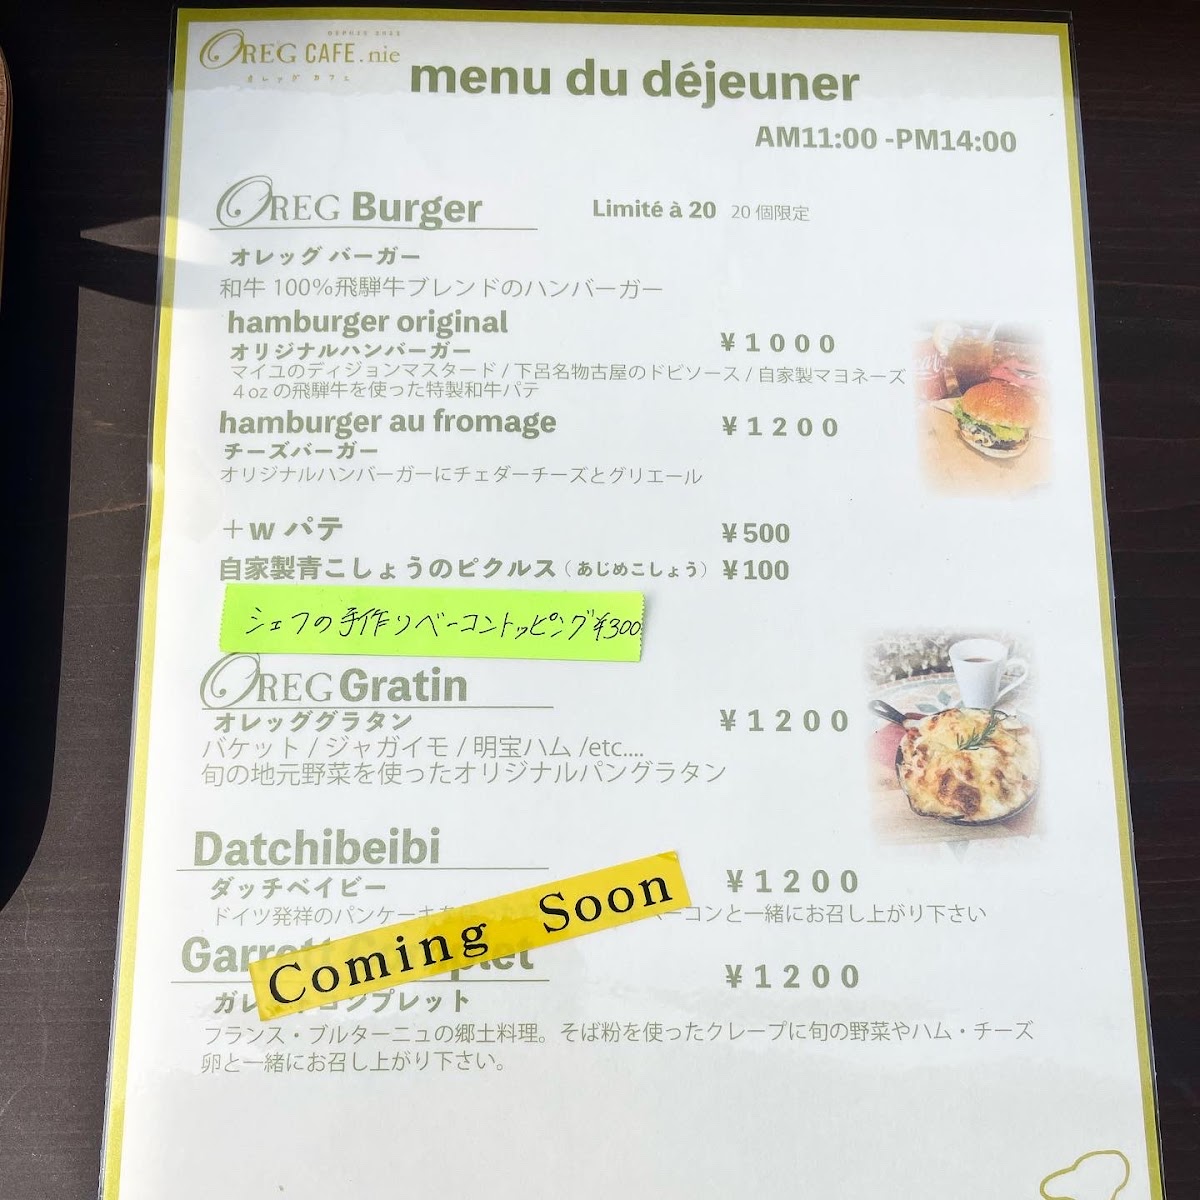 DEPUIS 2022
OREG CAFE.nie
オレッグ カフェ
menu du déjeuner
AM11:00 -PM14:00
OREG Burger
Limité à 20 20個限定
オレッグ バーガー
和牛 100%飛騨牛ブレンドのハンバーガー
hamburger original
オリジナルハンバーガー ¥1000
マイユのディジョンマスタード / 下呂名物古屋のドビソース / 自家製マヨネーズ
4oz の飛騨牛を使った特製和牛パテ
hamburger au fromage ¥1200
チーズバーガー
オリジナルハンバーガーにチェダーチーズとグリエール
+w パテ ¥500
自家製青こしょうのピクルス（あじめこしょう） ¥100
シェフの手作りベーコントッピング¥300
OREG Gratin
オレッググラタン ¥1200
バケット / ジャガイモ / 明宝ハム /etc....
旬の地元野菜を使ったオリジナルパングラタン
Datchibeibi
ダッチベイビー ¥1200
ドイツ発祥のパンケーキ ベーコンと一緒にお召し上がり下さい
Coming Soon
¥1200
コンプレット
フランス・ブルターニュの郷土料理。そば粉を使ったクレープに旬の野菜やハム・チーズ
卵と一緒にお召し上がり下さい。